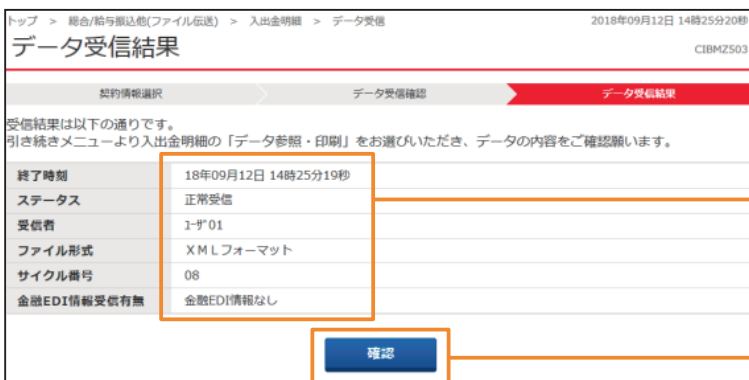 トップ > 総合/給与振込他(ファイル伝送) > 入出金明細 > データ受信
2018年09月12日 14時25分20秒
データ受信結果
CIBMZ503
契約情報選択
データ受信確認
データ受信結果
受信結果は以下の通りです。
引き続きメニューより入出金明細の「データ参照・印刷」をお選びいただき、データの内容をご確認願います。
終了時刻 18年09月12日 14時25分19秒
ステータス 正常受信
受信者 ﾕｰｻﾞ01
ファイル形式 XMLフォーマット
サイクル番号 08
金融EDI情報受信有無 金融EDI情報なし
確認